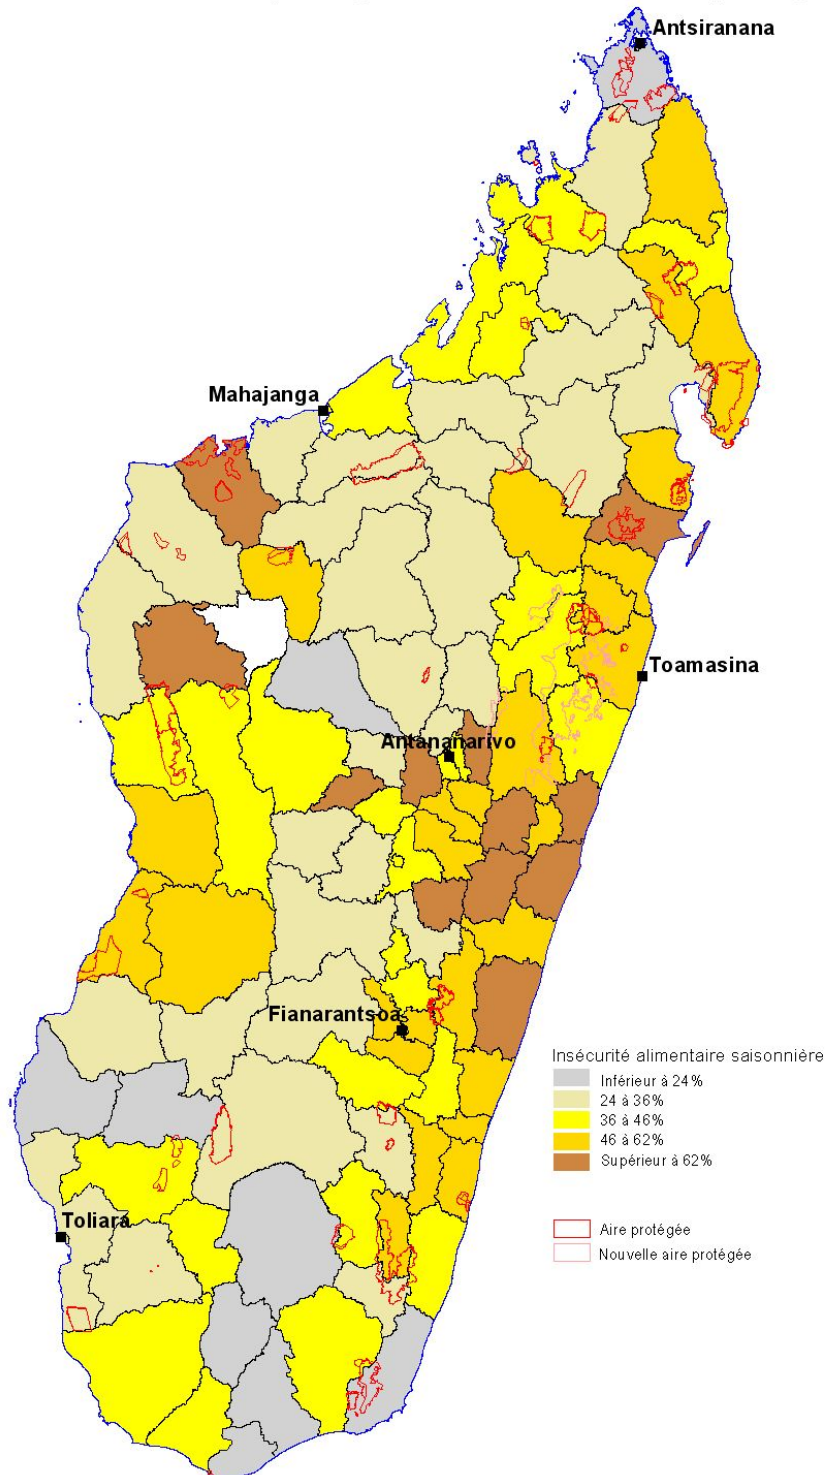 Antsiranana
Mahajanga
Toamasina
Antananarivo
Fianarantsoa
Toliara
Insécurité alimentaire saisonnière
Inférieur à 24%
24 à 36%
36 à 46%
46 à 62%
Supérieur à 62%
Aire protégée
Nouvelle aire protégée